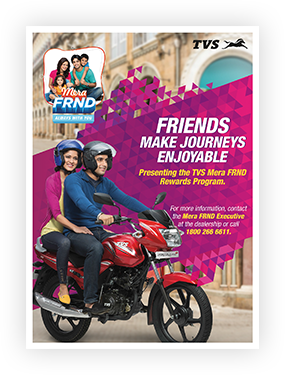 TVS
Mera
FRND
ALWAYS WITH YOU
FRIENDS
MAKE JOURNEYS
ENJOYABLE
Presenting the TVS Mera FRND
Rewards Program.
For more information, contact
the Mera FRND Executive
at the dealership or call
1800 266 6611.